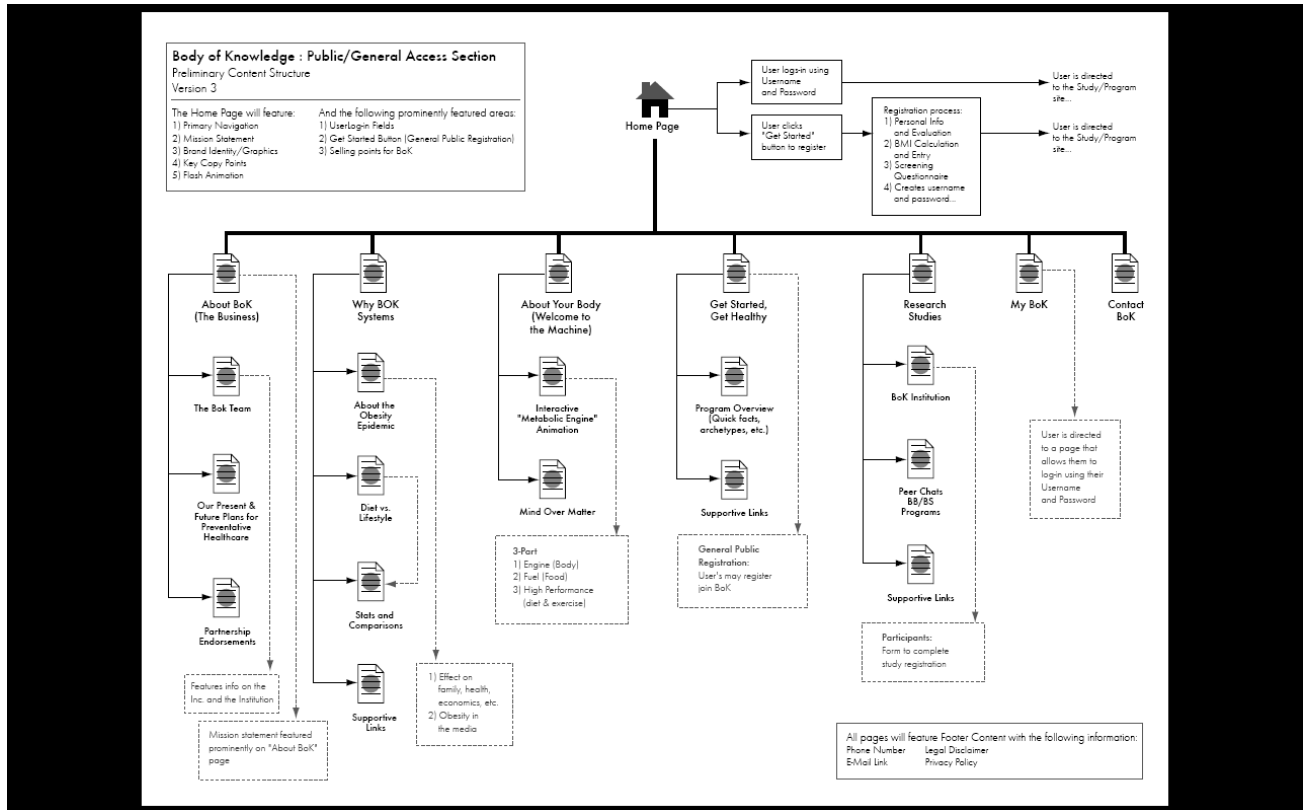 Body of Knowledge : Public/General Access Section
Preliminary Content Structure
Version 3
The Home Page will feature:
1) Primary Navigation
2) Mission Statement
3) Brand Identity/Graphics
4) Key Copy Points
5) Flash Animation
And the following prominently featured areas:
1) UserLog-in Fields
2) Get Started Button (General Public Registration)
3) Selling points for BoK
Home Page
User logs-in using
Username
and Password
User is directed
to the Study/Program
site...
User clicks
"Get Started"
button to register
Registration process:
1) Personal Info
and Evaluation
2) BMI Calculation
and Entry
3) Screening
Questionnaire
4) Creates username
and password...
User is directed
to the Study/Program
site...
About BoK
(The Business)
The Bok Team
Our Present &
Future Plans for
Preventative
Healthcare
Partnership
Endorsements
Features info on the
Inc. and the Institution
Mission statement featured
prominently on "About BoK"
page
Why BOK
Systems
About the
Obesity
Epidemic
Diet vs.
Lifestyle
Stats and
Comparisons
Supportive
Links
1) Effect on
family, health,
economics, etc.
2) Obesity in
the media
About Your Body
(Welcome to
the Machine)
Interactive
"Metabolic Engine"
Animation
Mind Over Matter
3-Part
1) Engine (Body)
2) Fuel (Food)
3) High Performance
(diet & exercise)
Get Started,
Get Healthy
Program Overview
(Quick facts,
archetypes, etc.)
Supportive Links
General Public
Registration:
User's may register
join BoK
Research
Studies
BoK Institution
Peer Chats
BB/BS
Programs
Supportive Links
Participants:
Form to complete
study registration
My BoK
User is directed
to a page that
allows them to
log-in using their
Username
and Password
Contact
BoK
All pages will feature Footer Content with the following information:
Phone Number Legal Disclaimer
E-Mail Link Privacy Policy